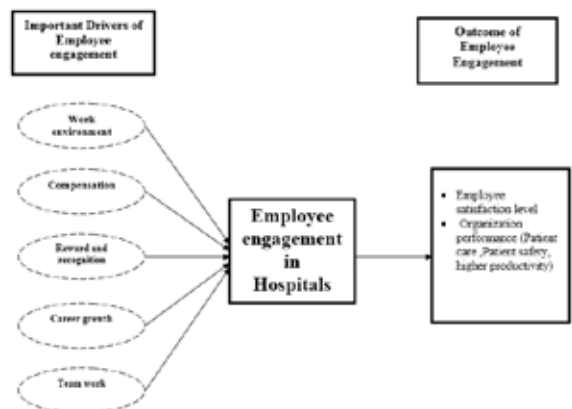 Important Drivers of
Employee
engagement
Outcome of
Employee
Engagement
Work
environment
Compensation
Reward and
recognition
Career growth
Team work
Employee
engagement
in
Hospitals
• Employee
satisfaction level
• Organization
performance (Patient
care ,Patient safety,
higher productivity)